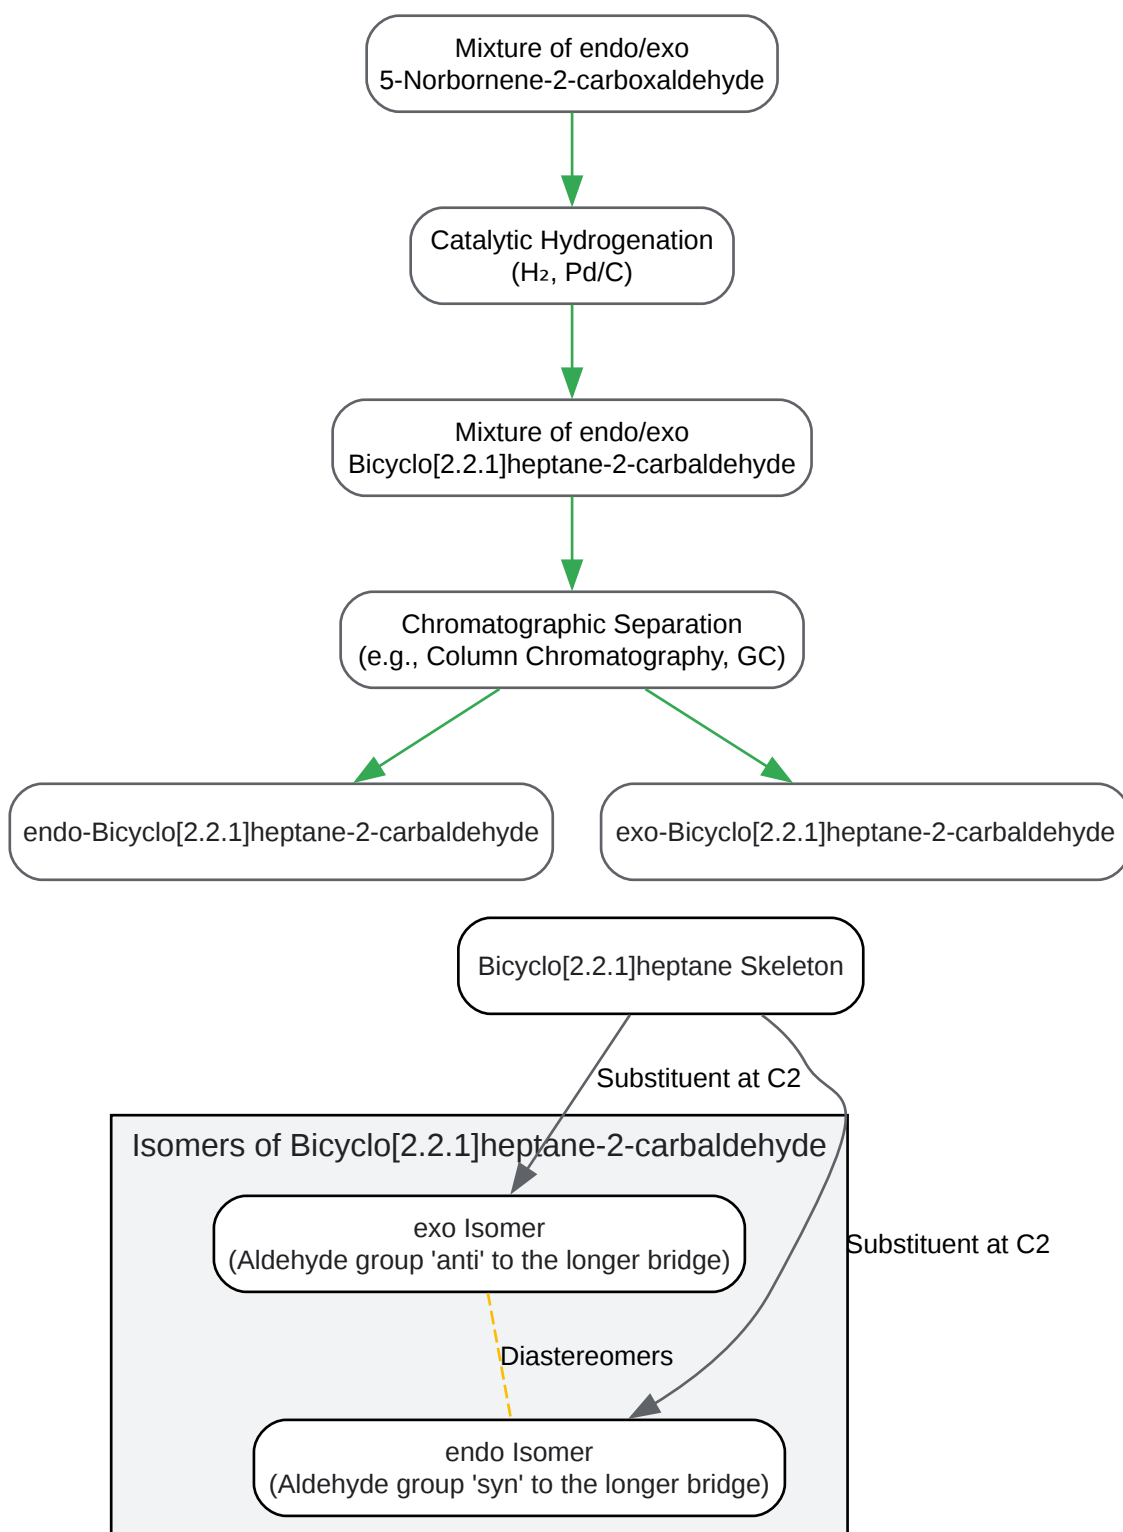 Mixture of endo/exo
5-Norbornene-2-carboxaldehyde
Catalytic Hydrogenation
(H₂, Pd/C)
Mixture of endo/exo
Bicyclo[2.2.1]heptane-2-carbaldehyde
Chromatographic Separation
(e.g., Column Chromatography, GC)
endo-Bicyclo[2.2.1]heptane-2-carbaldehyde
exo-Bicyclo[2.2.1]heptane-2-carbaldehyde
Bicyclo[2.2.1]heptane Skeleton
Substituent at C2
Isomers of Bicyclo[2.2.1]heptane-2-carbaldehyde
exo Isomer
(Aldehyde group 'anti' to the longer bridge)
Substituent at C2
Diastereomers
endo Isomer
(Aldehyde group 'syn' to the longer bridge)